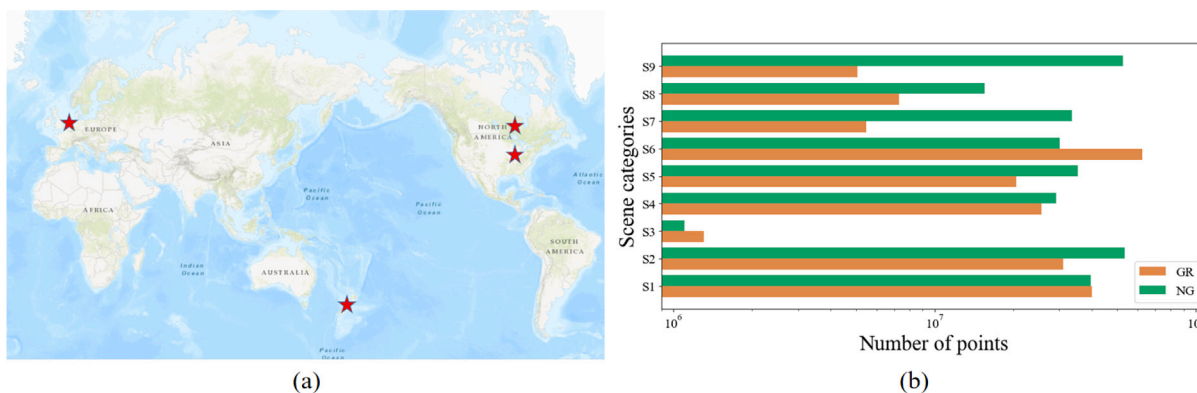 EUROPE
ASIA
NORTH
AMERICA
Atlantic
Ocean
Pacific
Ocean
Pacific
Ocean
AFRICA
SOUTH
AMERICA
Indian
Ocean
AUSTRALIA
Pacific
Ocean
(a)
Scene categories
S9
S8
S7
S6
S5
S4
S3
S2
S1
GR
NG
10⁶
10⁷
Number of points
(b)